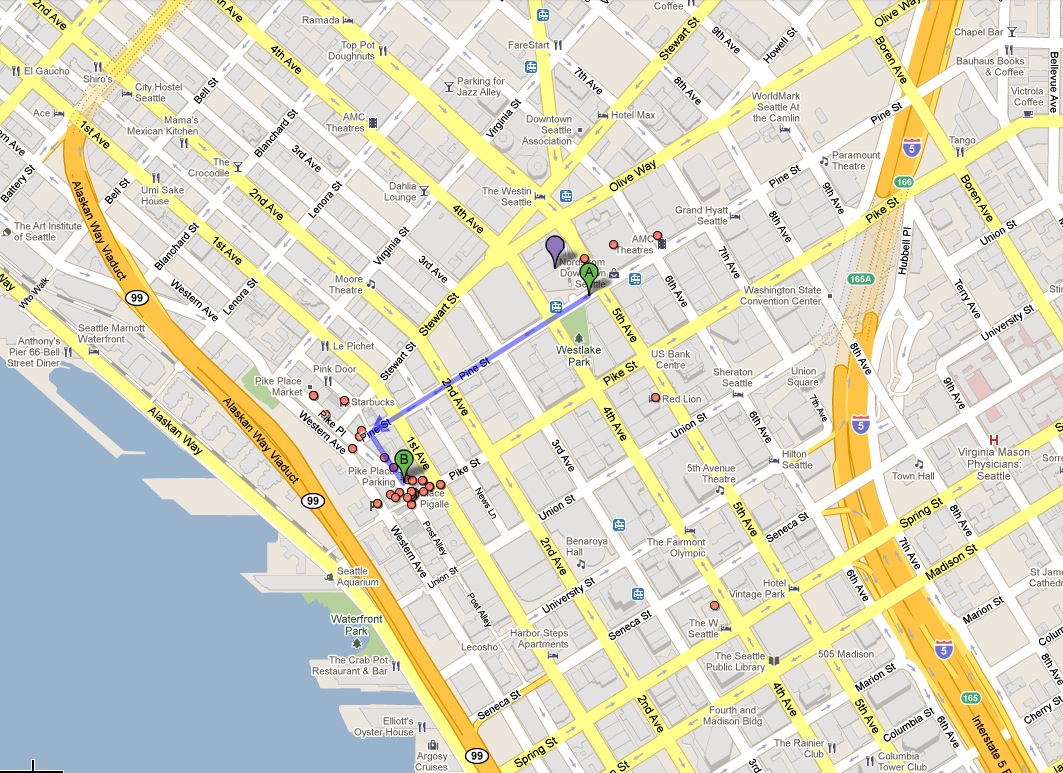 2nd Ave
4th Ave
Ramada
Top Pot
Doughnuts
FareStart
Coffee
Stewart St
9th Ave
Howell St
Olive Way
Boren Ave
Chapel Bar
Bauhaus Books
& Coffee
Bellevue Ave
Victrola
Coffee
El Gaucho
Shiro's
City Hostel
Seattle
Bell St
Parking for
Jazz Alley
7th Ave
8th Ave
Ace
1st Ave
Mama's
Mexican Kitchen
Blanchard St
AMC
Theatres
Virginia St
Downtown
Seattle
Association
Hotel Max
WorldMark
Seattle At
the Camlin
Pine St
5
Tango
Battery St
Bell St
The
Crocodile
3rd Ave
Umi Sake
House
2nd Ave
Lenora St
Dahlia
Lounge
The Westin
Seattle
Olive Way
Pine St
Paramount
Theatre
9th Ave
166
Pike St
Boren Ave
Union St
Alaskan Way Viaduct
The Art Institute
of Seattle
Blanchard St
1st Ave
Virginia St
4th Ave
3rd Ave
Grand Hyatt
Seattle
8th Ave
7th Ave
Hubbell Pl
AMC
Theatres
Nordstrom
Downtown
Seattle
A
165A
Way
Wto Walk
99
Western Ave
Lenora St
Moore
Theatre
Stewart St
6th Ave
5th Ave
Washington State
Convention Center
Terry Ave
University St
Seattle Marriott
Waterfront
Anthony's
Pier 66-Bell
Street Diner
Le Pichet
Pink Door
Stewart St
Pine St
Westlake
Park
US Bank
Centre
Pike St
Sheraton
Seattle
Union
Square
8th Ave
9th Ave
Pike Place
Market
Starbucks
2nd Ave
Red Lion
7th Ave
Alaskan Way
Alaskan Way Viaduct
Western Ave
Pike Pl
Pine St
1st Ave
4th Ave
Union St
6th Ave
5
H
Virginia Mason
Physicians:
Seattle
B
Pike Place
Parking
Pike St
3rd Ave
Hilton
Seattle
Town Hall
5th Avenue
Theatre
99
Place
Pigalle
News Ln
Union St
5th Ave
Seneca St
Spring St
8th Ave
Western Ave
Post Alley
2nd Ave
Benaroya
Hall
The Fairmont
Olympic
7th Ave
Madison St
Seattle
Aquarium
Union St
University St
Hotel
Vintage Park
6th Ave
Marion St
Waterfront
Park
Post Alley
Seneca St
The W
Seattle
The Crab Pot
Restaurant & Bar
Lecosho
Harbor Steps
Apartments
The Seattle
Public Library
505 Madison
5
8th Ave
Marion St
165
Cherry St
Seneca St
2nd Ave
4th Ave
5th Ave
Elliott's
Oyster House
Fourth and
Madison Bldg
Columbia St
6th Ave
Interstate 5
Argosy
Cruises
99
Spring St
The Rainier
Club
Columbia
Tower Club